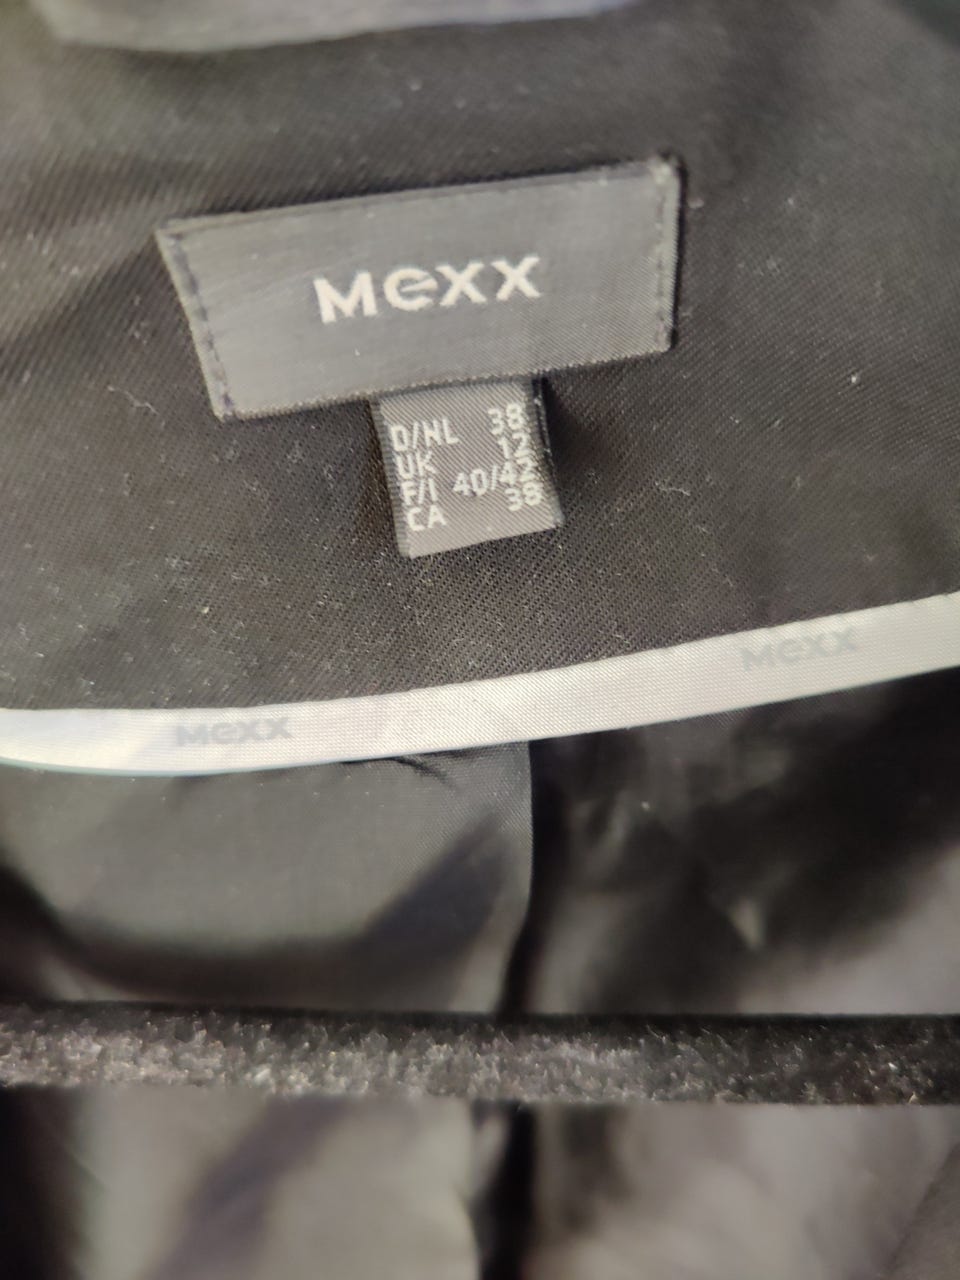 Mexx
D/NL 38
UK 12
F/I 40/42
CA 38
Mexx
Mexx